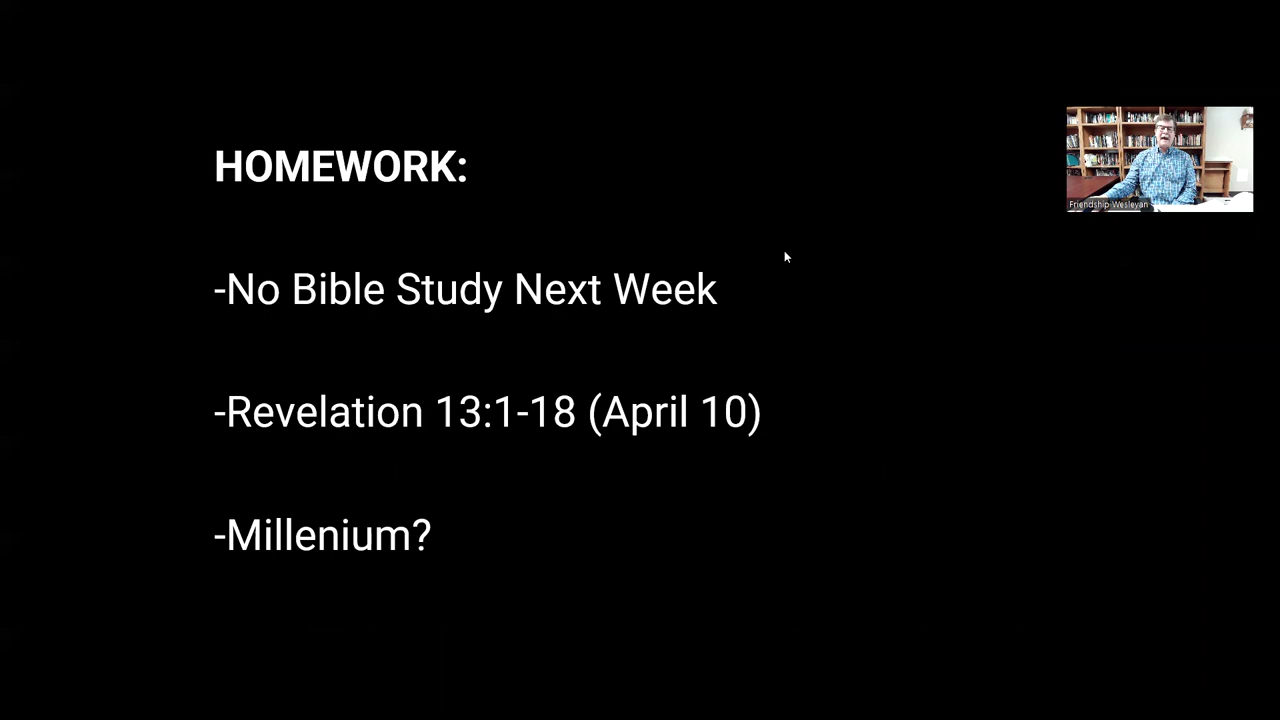 HOMEWORK:
-No Bible Study Next Week
-Revelation 13:1-18 (April 10)
-Millenium?
Friendship Wesleyan